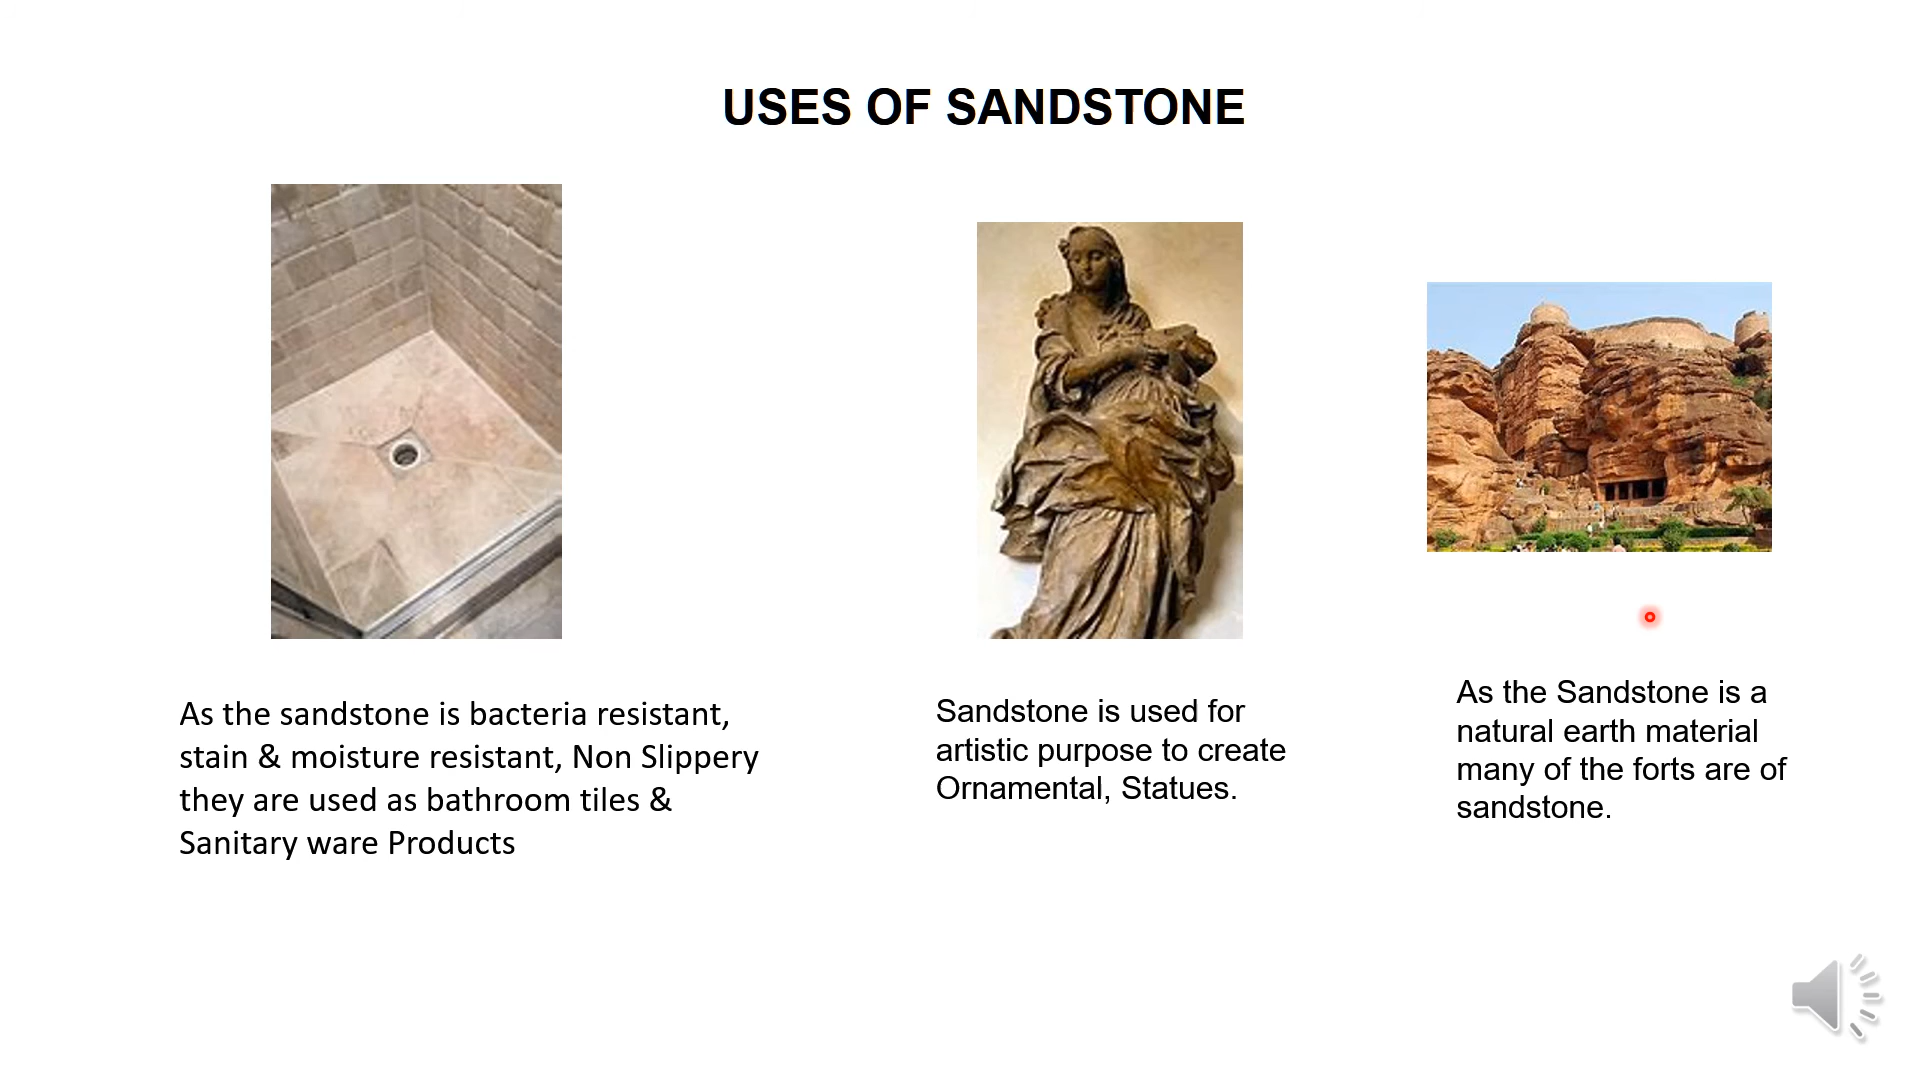 USES OF SANDSTONE
As the sandstone is bacteria resistant,
stain & moisture resistant, Non Slippery
they are used as bathroom tiles &
Sanitary ware Products
Sandstone is used for
artistic purpose to create
Ornamental, Statues.
As the Sandstone is a
natural earth material
many of the forts are of
sandstone.